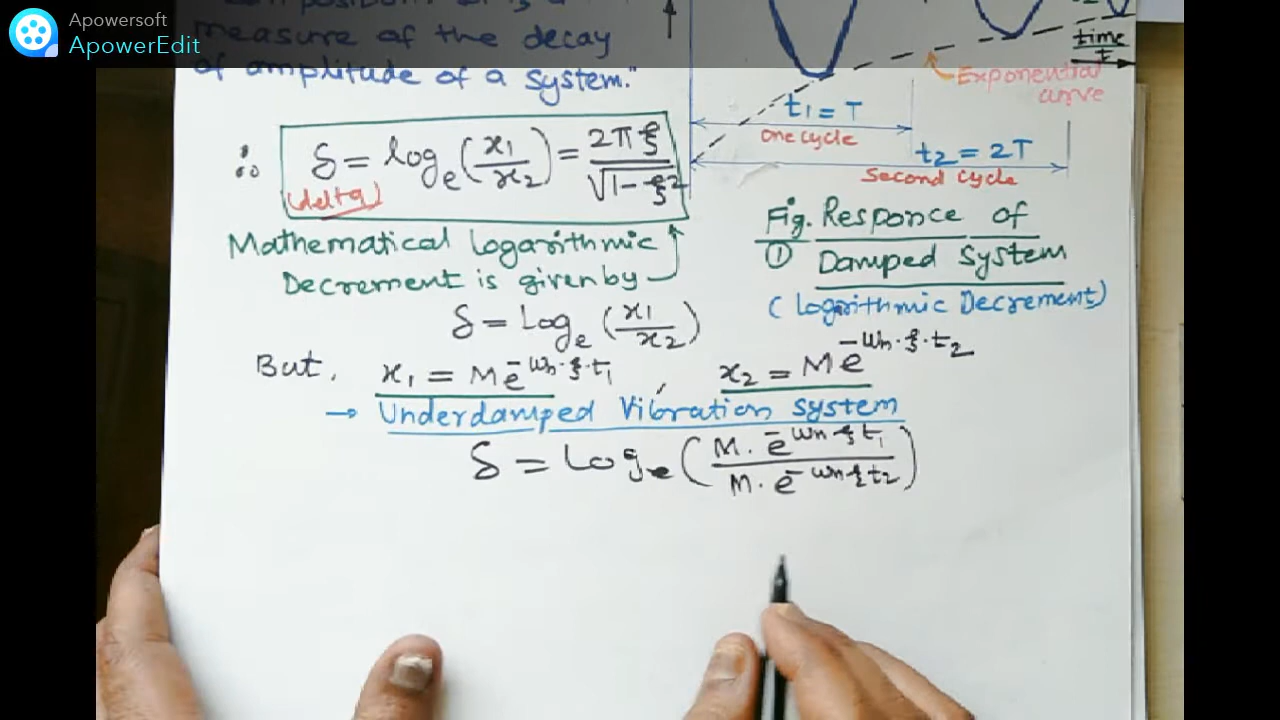 Apowersoft
ApowerEdit
measure of the decay
of amplitude of a system."
time
t
Exponential
curve
t1 = T
One cycle
t2 = 2T
Second cycle
∴ δ = loge (x1/x2) = 2πξ/√1-ξ²
(delta)
Mathematical logarithmic
Decrement is given by
δ = Loge (x1/x2)
Fig. Responce of
① Damped System
(Logarithmic Decrement)
But, x1 = Me^-ωn·ξ·t1 , x2 = Me^-ωn·ξ·t2
→ Underdamped Vibration system
δ = Loge (M.e^-ωnξt1 / M.e^-ωnξt2)